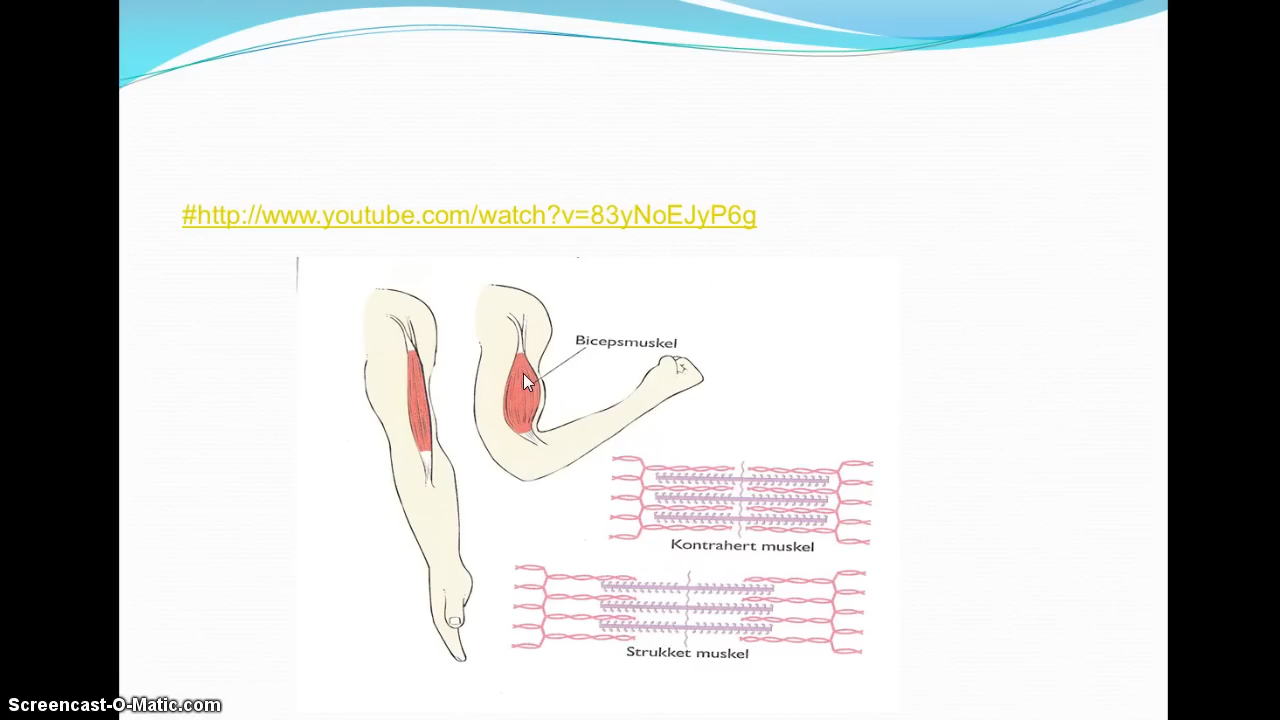 #http://www.youtube.com/watch?v=83yNoEJyP6g
Bicepsmuskel
Kontrahert muskel
Strukket muskel
Screencast-O-Matic.com